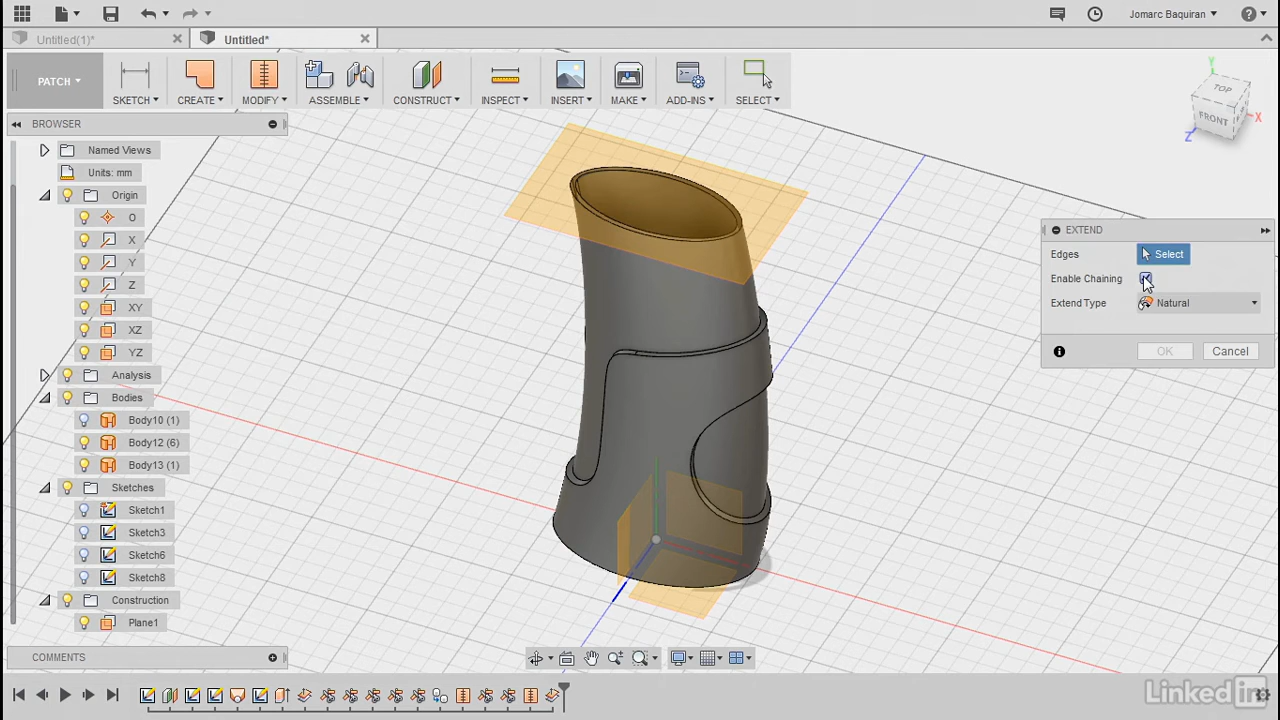 Jomarc Baquiran
Untitled(1)*
Untitled*
PATCH
SKETCH
CREATE
MODIFY
ASSEMBLE
CONSTRUCT
INSPECT
INSERT
MAKE
ADD-INS
SELECT
BROWSER
TOP
FRONT
Y
X
Z
Named Views
Units: mm
Origin
O
X
Y
Z
XY
XZ
YZ
Analysis
Bodies
Body10 (1)
Body12 (6)
Body13 (1)
Sketches
Sketch1
Sketch3
Sketch6
Sketch8
Construction
Plane1
EXTEND
Edges
Select
Enable Chaining
Extend Type
Natural
OK
Cancel
COMMENTS
LinkedIn